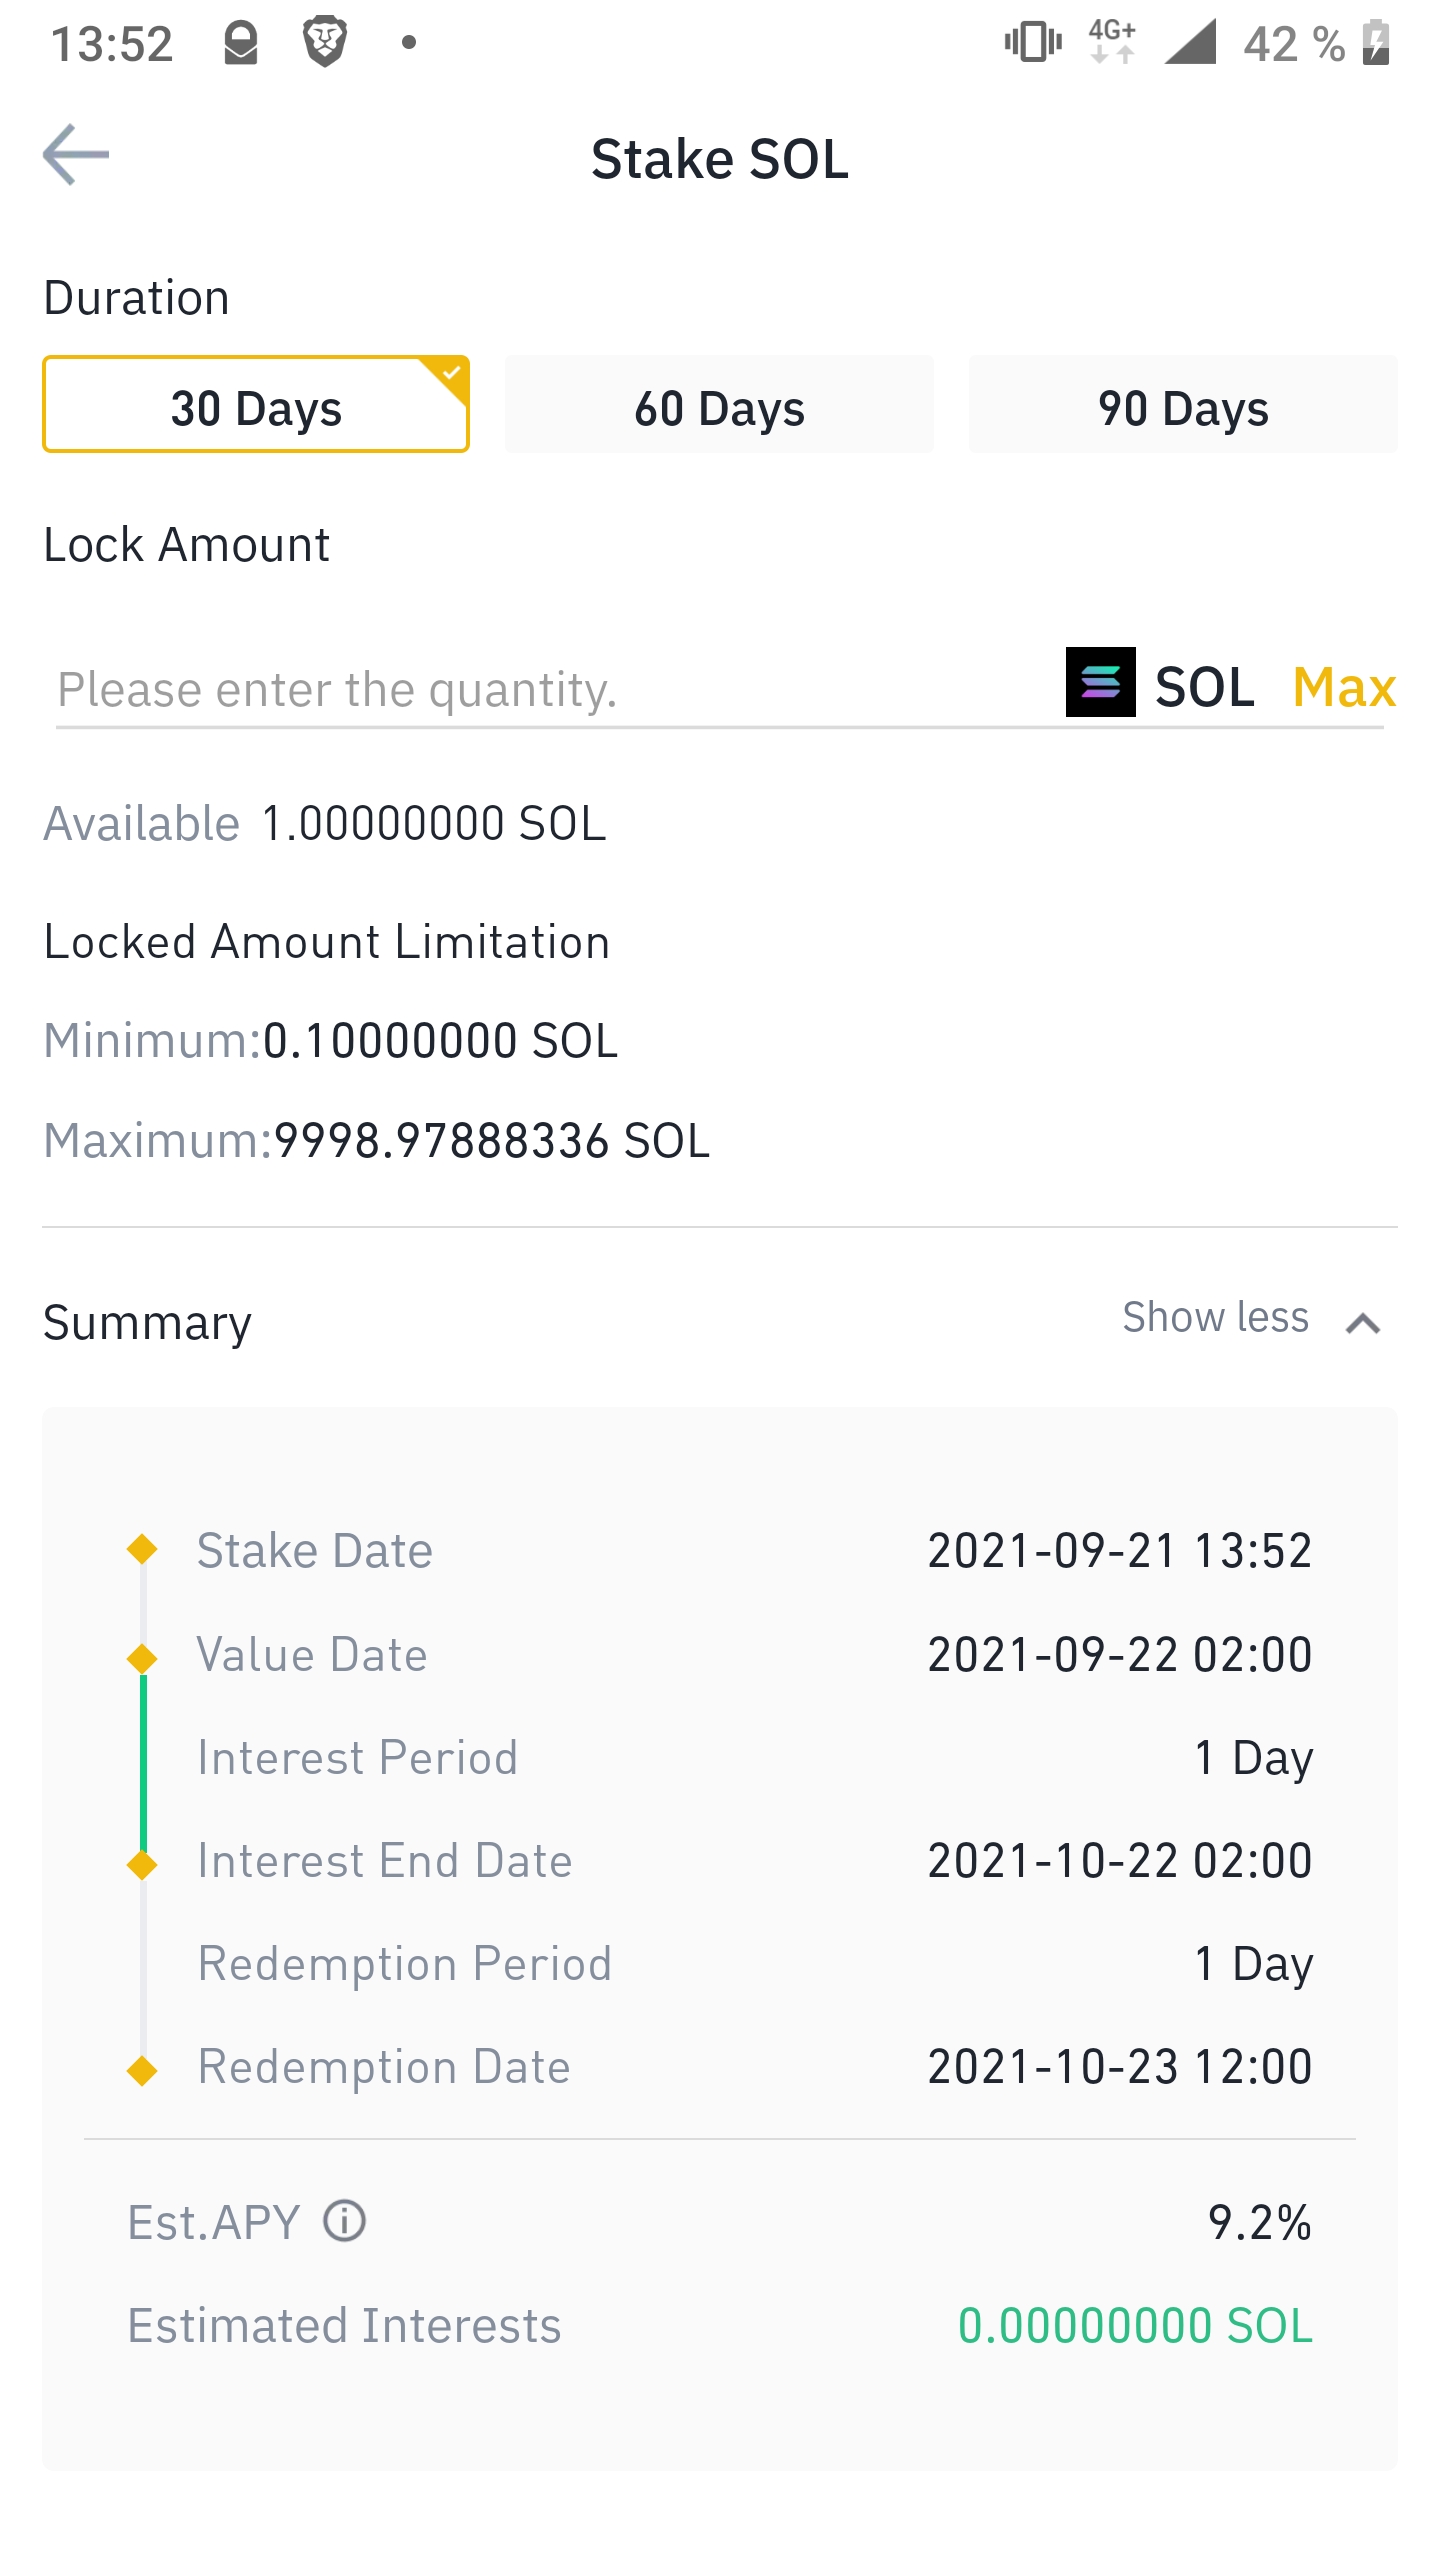 13:52 4G+ 42 %
Stake SOL
Duration
30 Days 60 Days 90 Days
Lock Amount
Please enter the quantity. SOL Max
Available 1.00000000 SOL
Locked Amount Limitation
Minimum:0.10000000 SOL
Maximum:9998.97888336 SOL
Summary Show less
Stake Date 2021-09-21 13:52
Value Date 2021-09-22 02:00
Interest Period 1 Day
Interest End Date 2021-10-22 02:00
Redemption Period 1 Day
Redemption Date 2021-10-23 12:00
Est.APY 9.2%
Estimated Interests 0.00000000 SOL